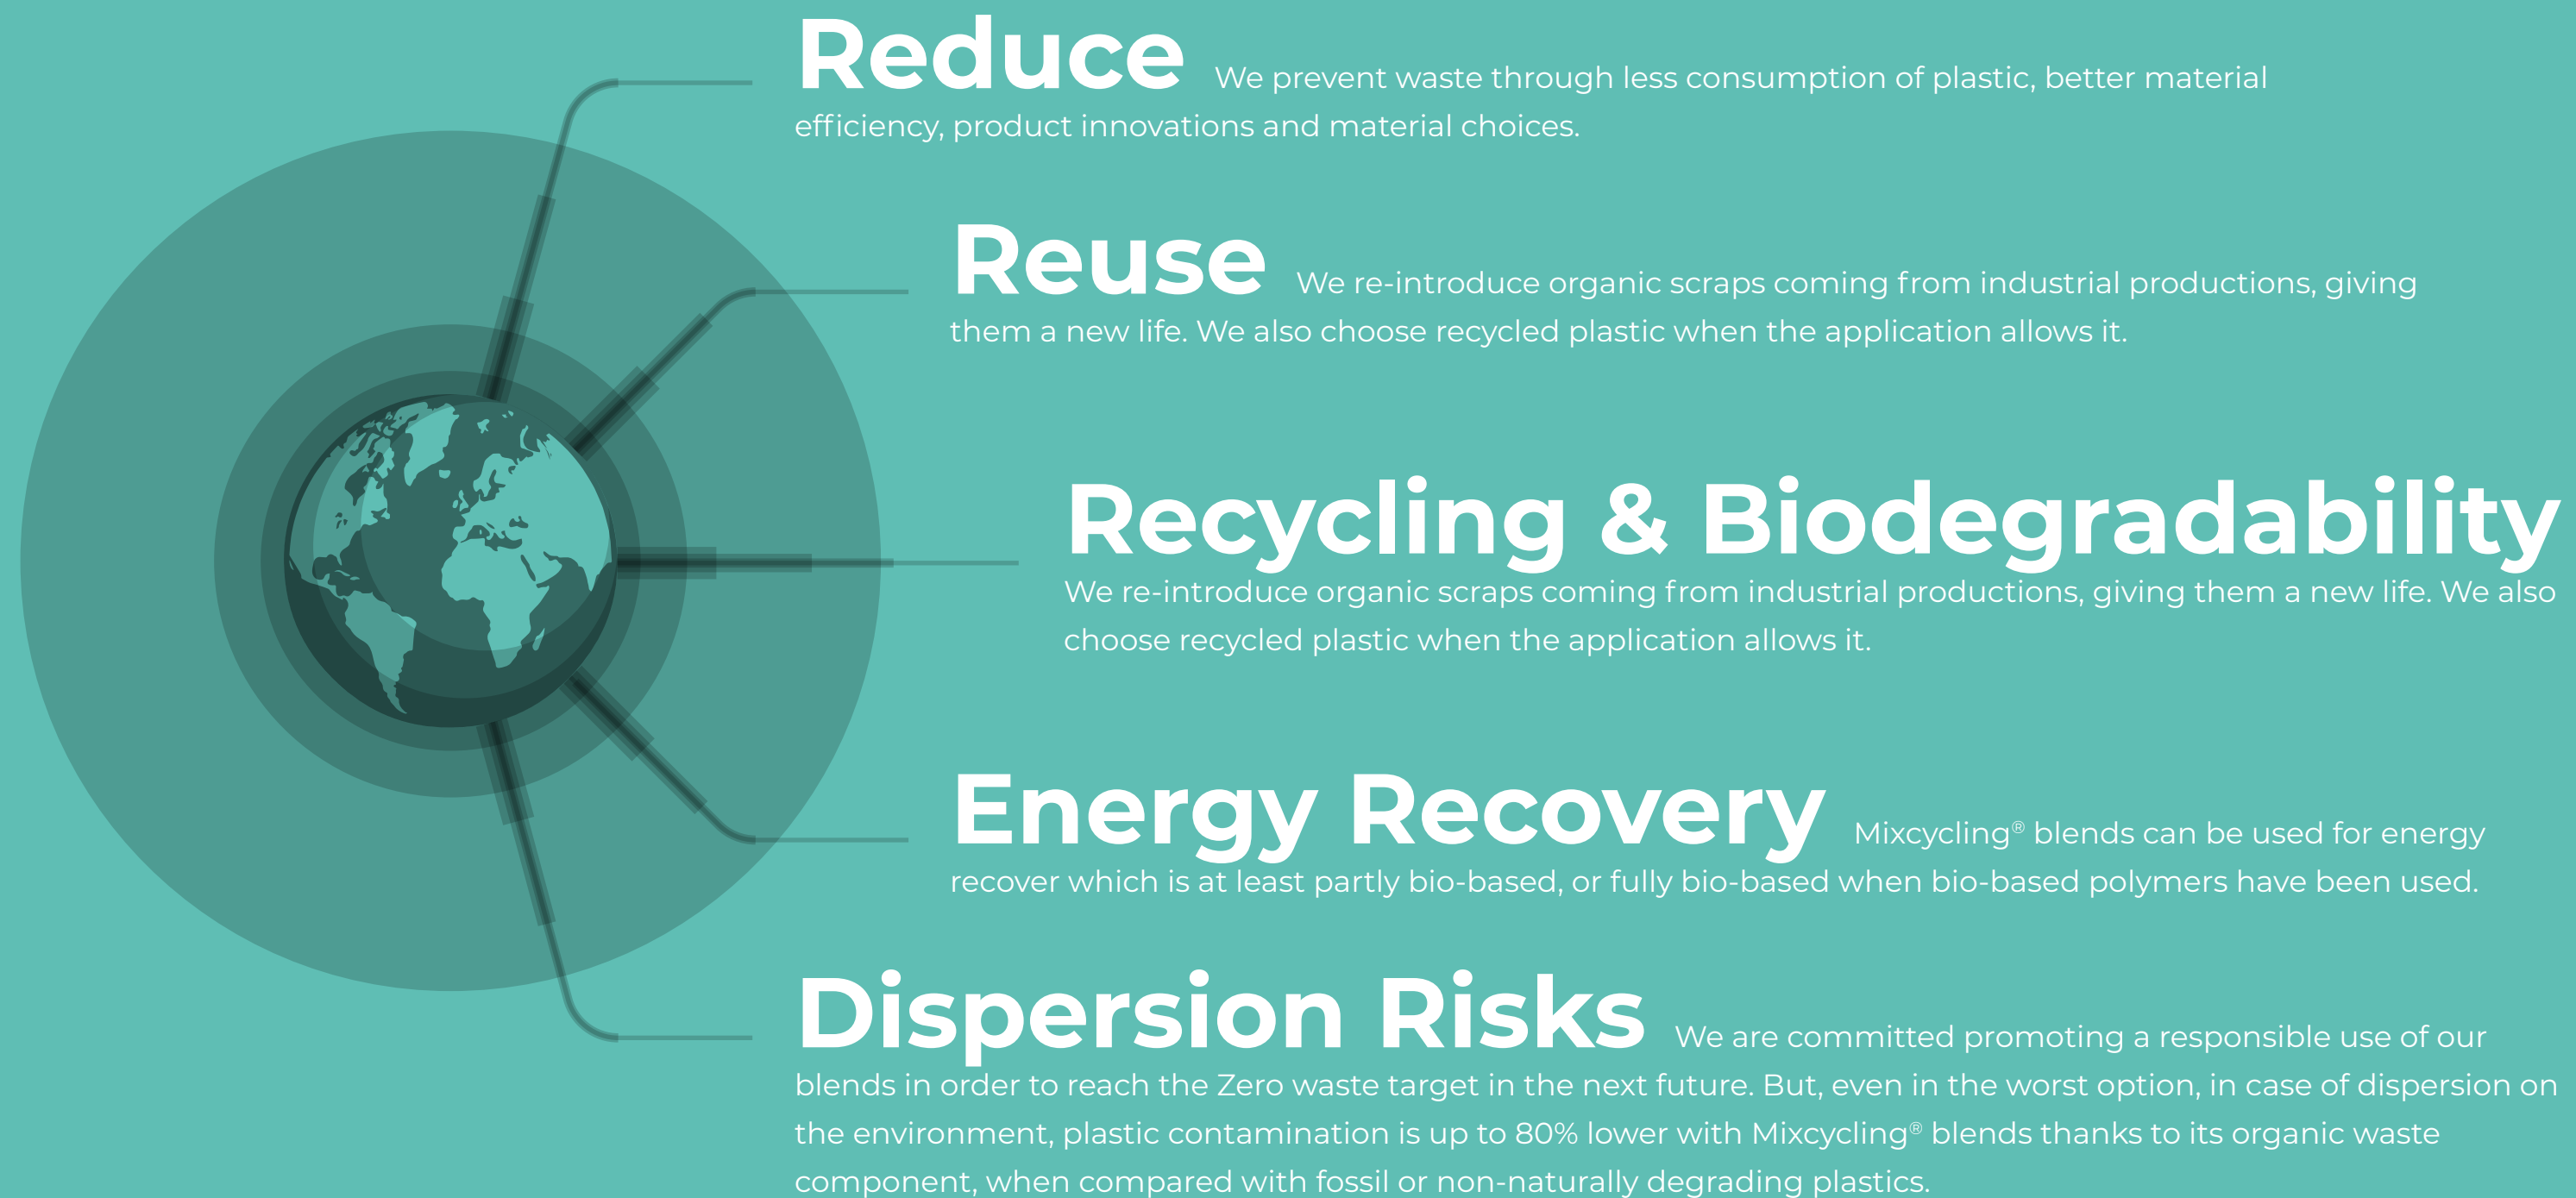 Reduce We prevent waste through less consumption of plastic, better material
efficiency, product innovations and material choices.
Reuse We re-introduce organic scraps coming from industrial productions, giving
them a new life. We also choose recycled plastic when the application allows it.
Recycling & Biodegradability
We re-introduce organic scraps coming from industrial productions, giving them a new life. We also
choose recycled plastic when the application allows it.
Energy Recovery Mixcycling® blends can be used for energy
recover which is at least partly bio-based, or fully bio-based when bio-based polymers have been used.
Dispersion Risks We are committed promoting a responsible use of our
blends in order to reach the Zero waste target in the next future. But, even in the worst option, in case of dispersion on
the environment, plastic contamination is up to 80% lower with Mixcycling® blends thanks to its organic waste
component, when compared with fossil or non-naturally degrading plastics.